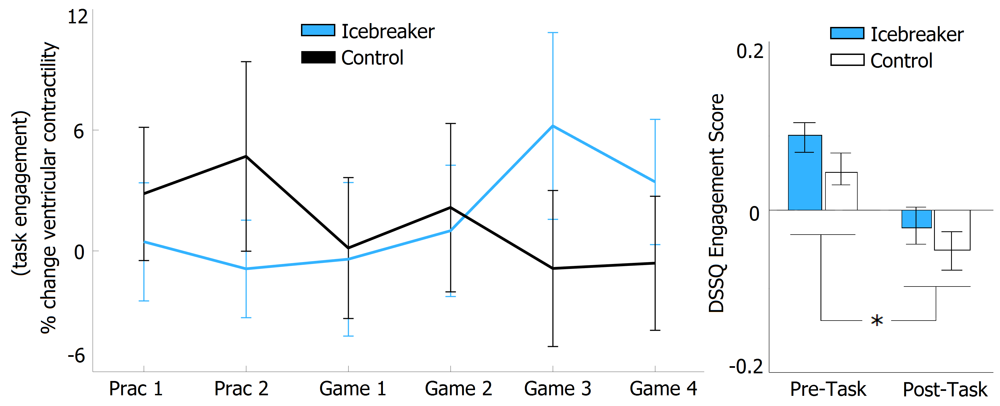 12
6
0
-6
(task engagement)
% change ventricular contractility
Icebreaker
Control
Prac 1
Prac 2
Game 1
Game 2
Game 3
Game 4
0.2
0
-0.2
DSSQ Engagement Score
Icebreaker
Control
*
Pre-Task
Post-Task